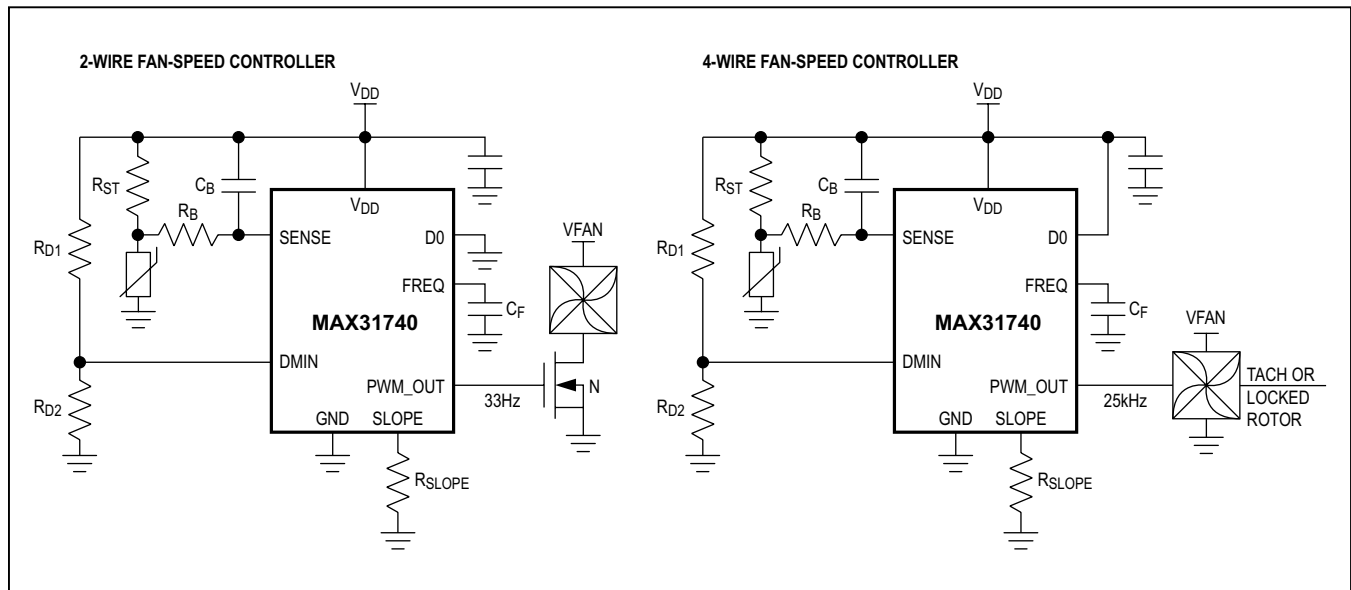 2-WIRE FAN-SPEED CONTROLLER
VDD
RST
CB
RB
VDD
SENSE
D0
RD1
FREQ
CF
VFAN
MAX31740
DMIN
PWM_OUT
33Hz
N
RD2
GND
SLOPE
RSLOPE
4-WIRE FAN-SPEED CONTROLLER
VDD
RST
CB
RB
VDD
SENSE
D0
RD1
FREQ
CF
MAX31740
VFAN
DMIN
PWM_OUT
25kHz
TACH OR
LOCKED
ROTOR
RD2
GND
SLOPE
RSLOPE